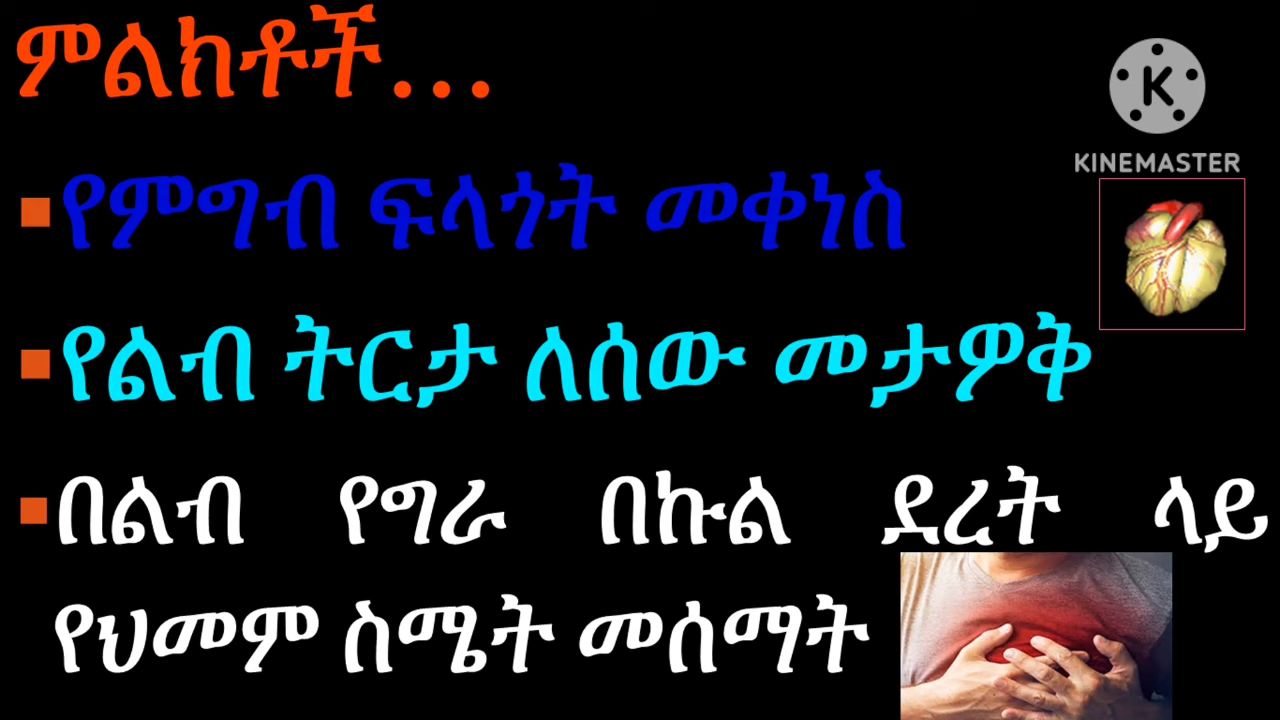 ምልክቶች...
K
KINEMASTER
▪የምግብ ፍላጎት መቀነስ
▪የልብ ትርታ ለሰው መታዎቅ
▪በልብ የግራ በኩል ደረት ላይ
የህመም ስሜት መሰማት